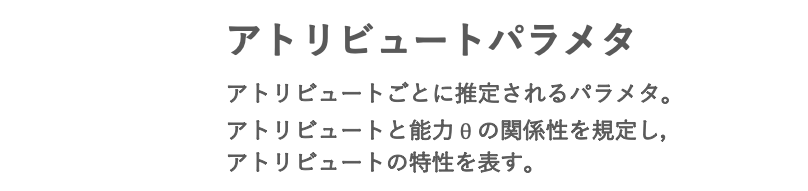 アトリビュートパラメタ
アトリビュートごとに推定されるパラメタ。
アトリビュートと能力θの関係性を規定し,
アトリビュートの特性を表す。